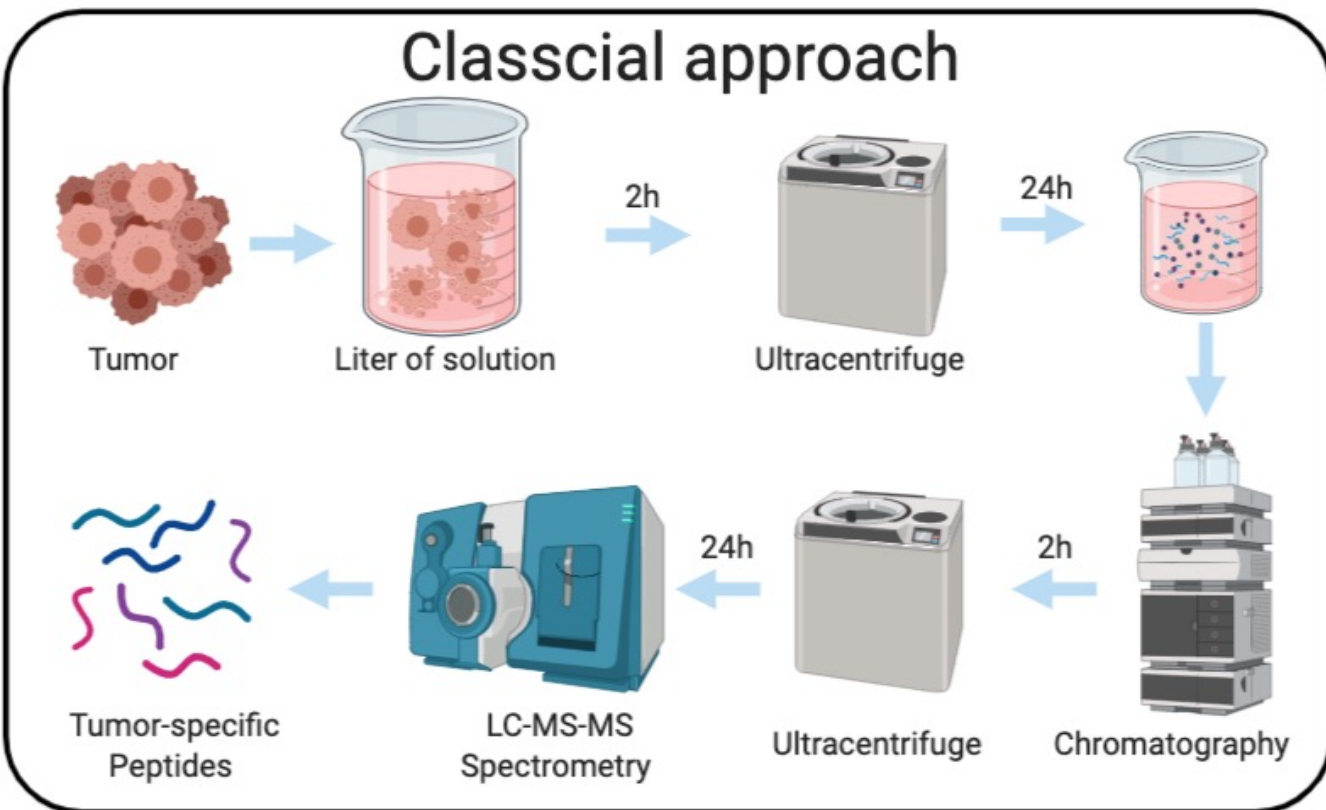 Classcial approach
2h
24h
Tumor
Liter of solution
Ultracentrifuge
24h
2h
Tumor-specific
Peptides
LC-MS-MS
Spectrometry
Ultracentrifuge
Chromatography